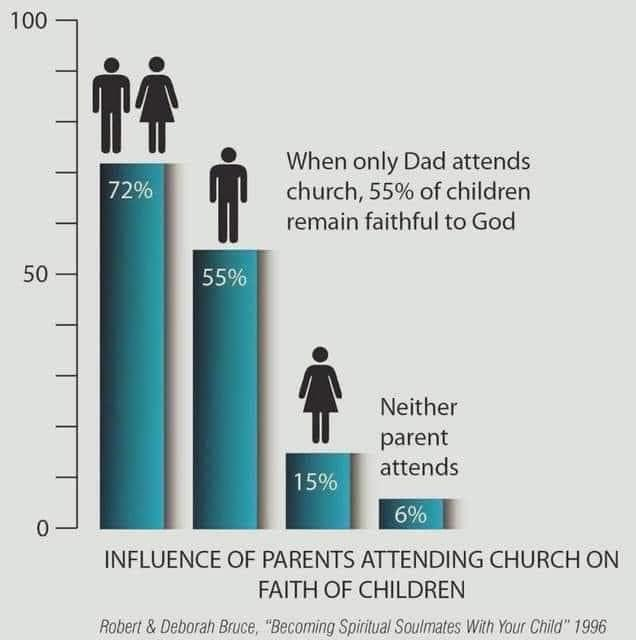 100
50
0
72%
55%
15%
6%
When only Dad attends
church, 55% of children
remain faithful to God
Neither
parent
attends
INFLUENCE OF PARENTS ATTENDING CHURCH ON
FAITH OF CHILDREN
Robert & Deborah Bruce, “Becoming Spiritual Soulmates With Your Child” 1996